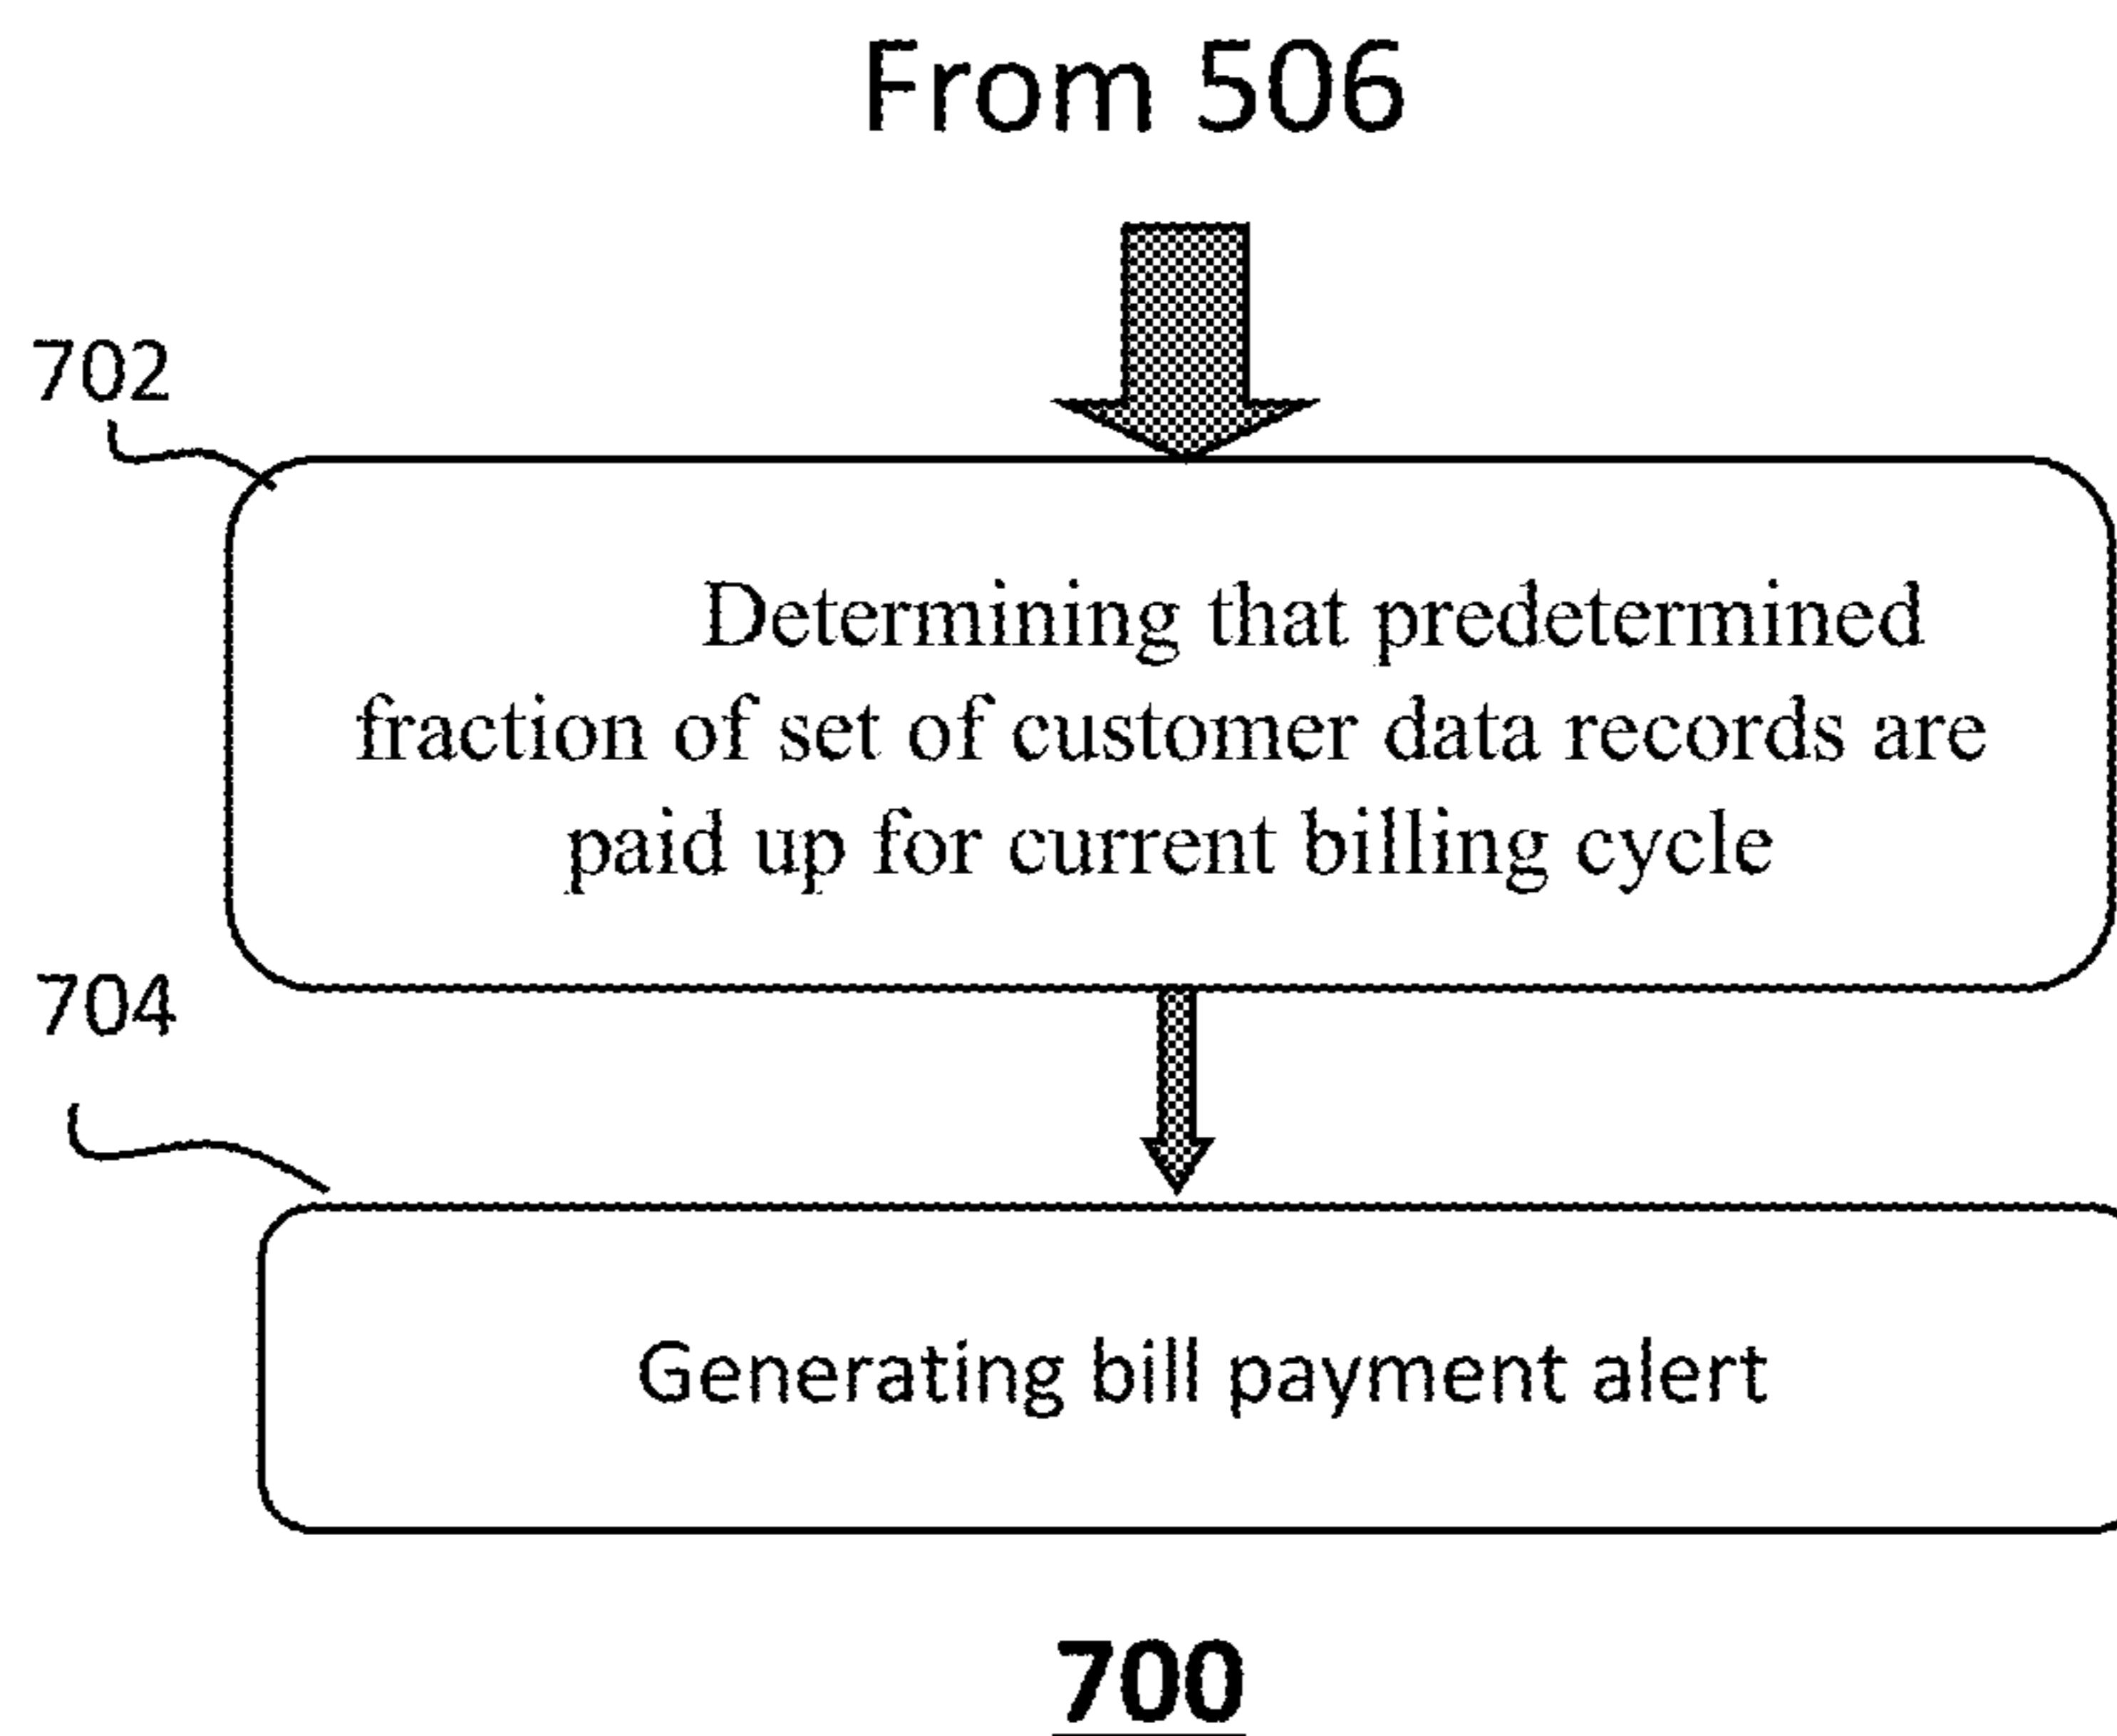 From 506
702
Determining that predetermined
fraction of set of customer data records are
paid up for current billing cycle
704
Generating bill payment alert
700